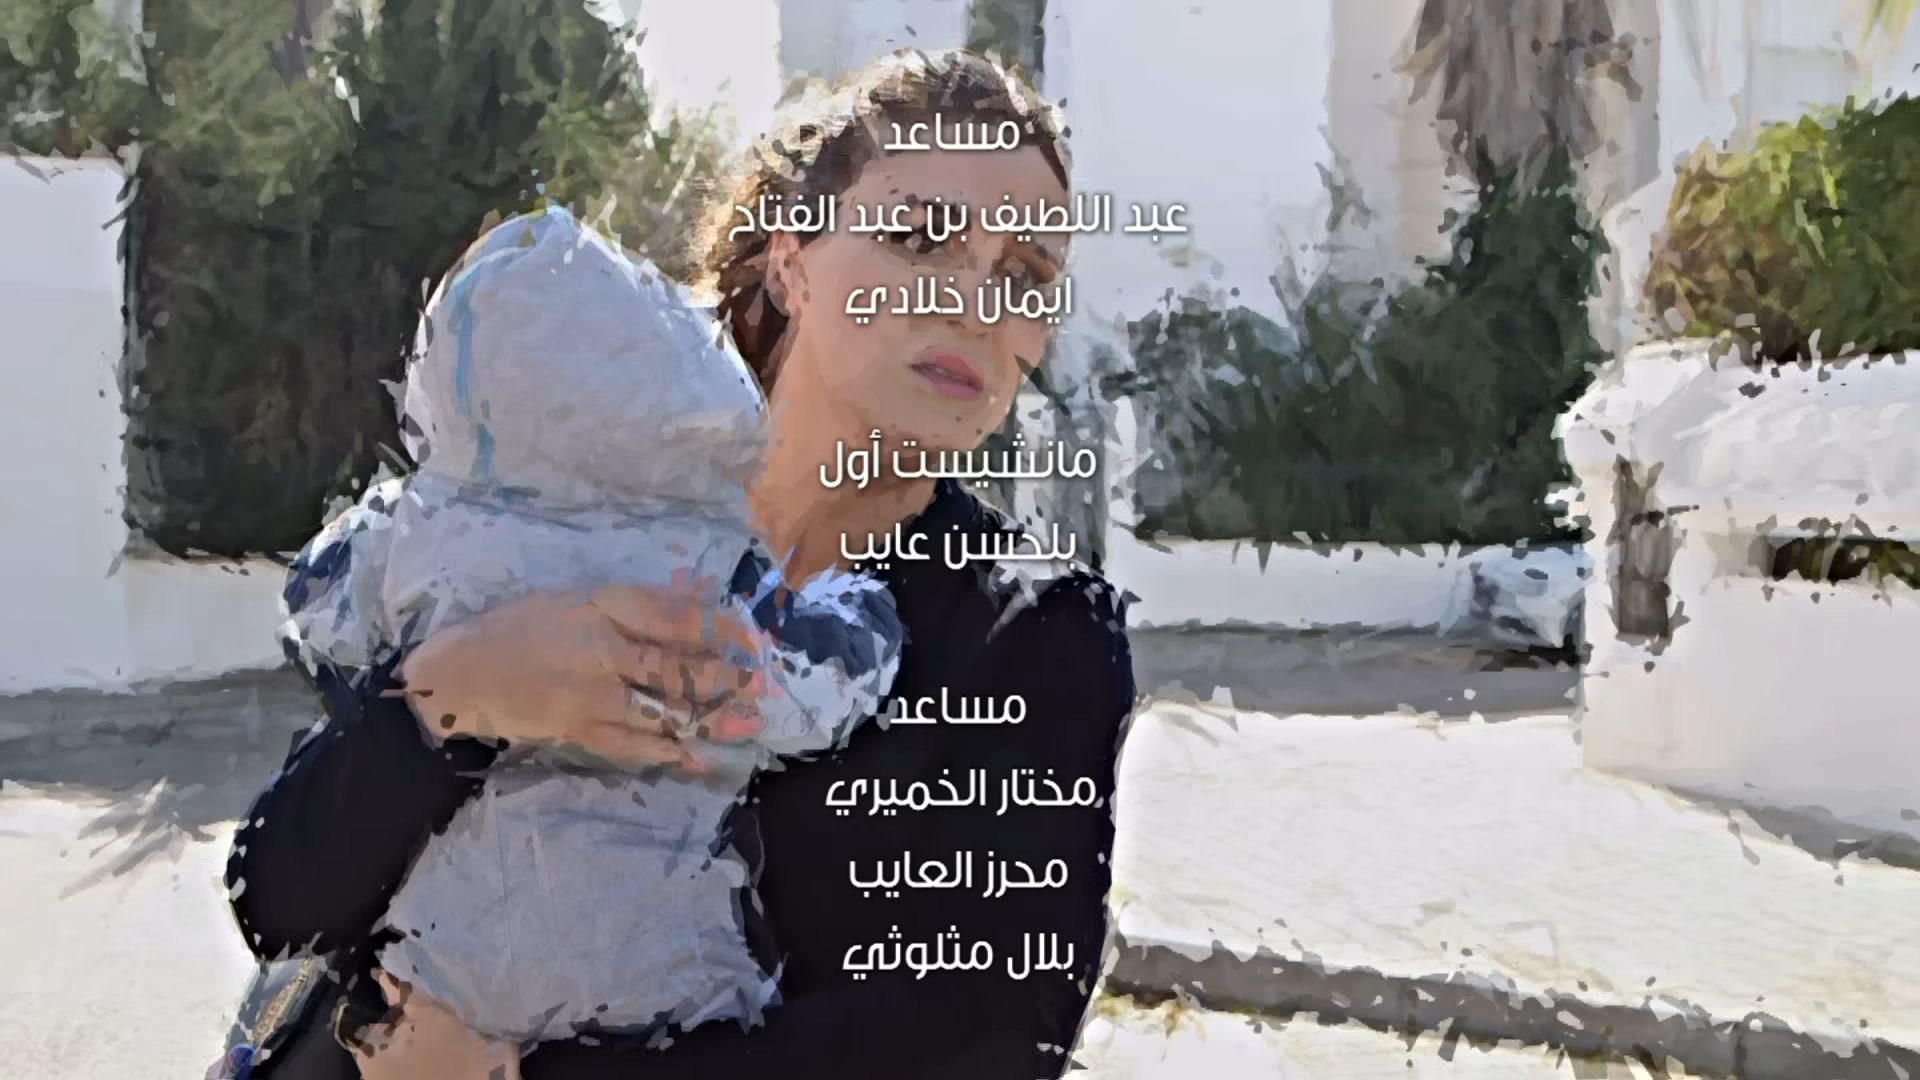 مساعد
عبد اللطيف بن عبد الفتاح
ايمان خلادي
مانشيست أول
بلحسن عايب
مساعد
مختار الخميري
محرز العايب
بلال مثلوثي